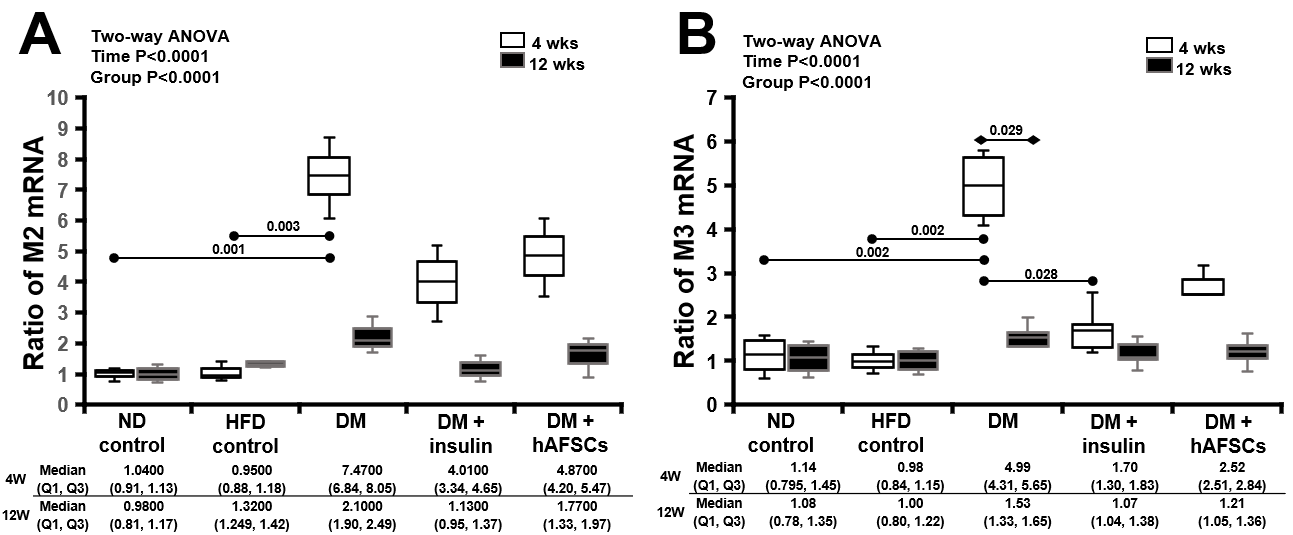 A
Two-way ANOVA
Time P<0.0001
Group P<0.0001
4 wks
12 wks
Ratio of M2 mRNA
10
9
8
7
6
5
4
3
2
1
0
0.003
0.001
ND control
HFD control
DM
DM + insulin
DM + hAFSCs
4W
Median 1.0400 0.9500 7.4700 4.0100 4.8700
(Q1, Q3) (0.91, 1.13) (0.88, 1.18) (6.84, 8.05) (3.34, 4.65) (4.20, 5.47)
12W
Median 0.9800 1.3200 2.1000 1.1300 1.7700
(Q1, Q3) (0.81, 1.17) (1.249, 1.42) (1.90, 2.49) (0.95, 1.37) (1.33, 1.97)
B
Two-way ANOVA
Time P<0.0001
Group P<0.0001
4 wks
12 wks
Ratio of M3 mRNA
7
6
5
4
3
2
1
0
0.029
0.002
0.002
0.028
ND control
HFD control
DM
DM + insulin
DM + hAFSCs
4W
Median 1.14 0.98 4.99 1.70 2.52
(Q1, Q3) (0.795, 1.45) (0.84, 1.15) (4.31, 5.65) (1.30, 1.83) (2.51, 2.84)
12W
Median 1.08 1.00 1.53 1.07 1.21
(Q1, Q3) (0.78, 1.35) (0.80, 1.22) (1.33, 1.65) (1.04, 1.38) (1.05, 1.36)